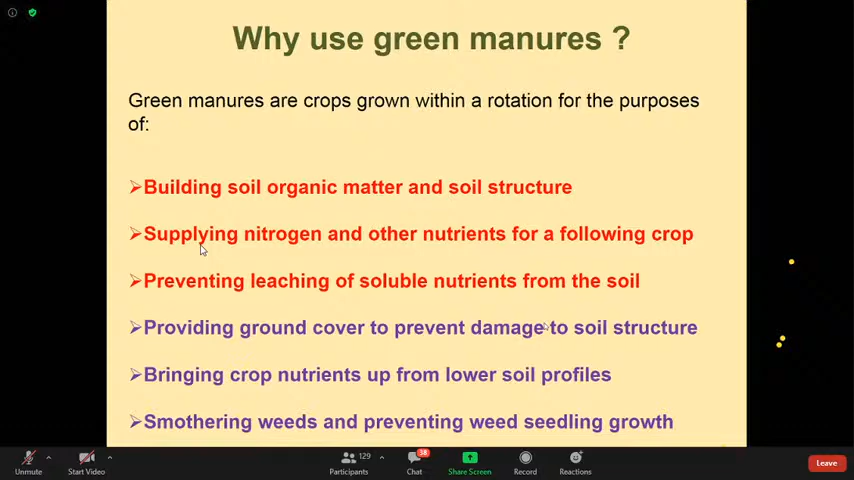 Why use green manures ?
Green manures are crops grown within a rotation for the purposes
of:
➢Building soil organic matter and soil structure
➢Supplying nitrogen and other nutrients for a following crop
➢Preventing leaching of soluble nutrients from the soil
➢Providing ground cover to prevent damage to soil structure
➢Bringing crop nutrients up from lower soil profiles
➢Smothering weeds and preventing weed seedling growth
129 38
Unmute Start Video Participants Chat Share Screen Record Reactions Leave